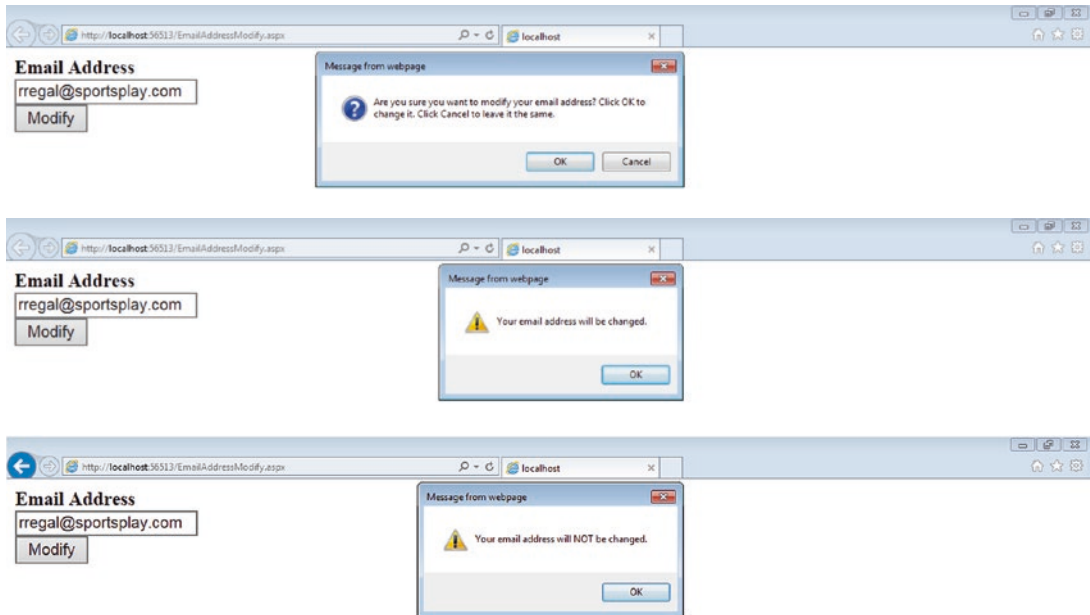 http://localhost:56513/EmailAddressModify.aspx
localhost
Email Address
rregal@sportsplay.com
Modify
Message from webpage
Are you sure you want to modify your email address? Click OK to
change it. Click Cancel to leave it the same.
OK
Cancel
http://localhost:56513/EmailAddressModify.aspx
localhost
Email Address
rregal@sportsplay.com
Modify
Message from webpage
Your email address will be changed.
OK
http://localhost:56513/EmailAddressModify.aspx
localhost
Email Address
rregal@sportsplay.com
Modify
Message from webpage
Your email address will NOT be changed.
OK